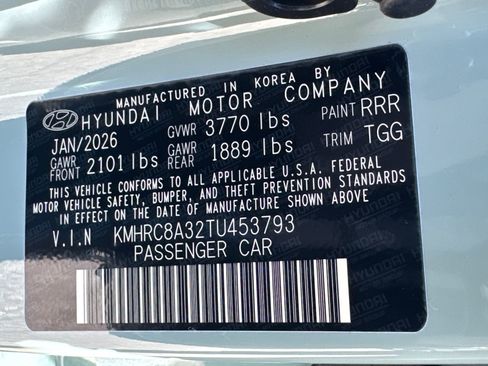 MANUFACTURED IN KOREA BY
HYUNDAI MOTOR COMPANY
JAN/2026 GVWR 3770 lbs PAINT RRR
GAWR FRONT 2101 lbs GAWR REAR 1889 lbs TRIM TGG
THIS VEHICLE CONFORMS TO ALL APPLICABLE U.S.A. FEDERAL
MOTOR VEHICLE SAFETY, BUMPER, AND THEFT PREVENTION STANDARDS
IN EFFECT ON THE DATE OF MANUFACTURE SHOWN ABOVE
V.I.N KMHRC8A32TU453793
PASSENGER CAR